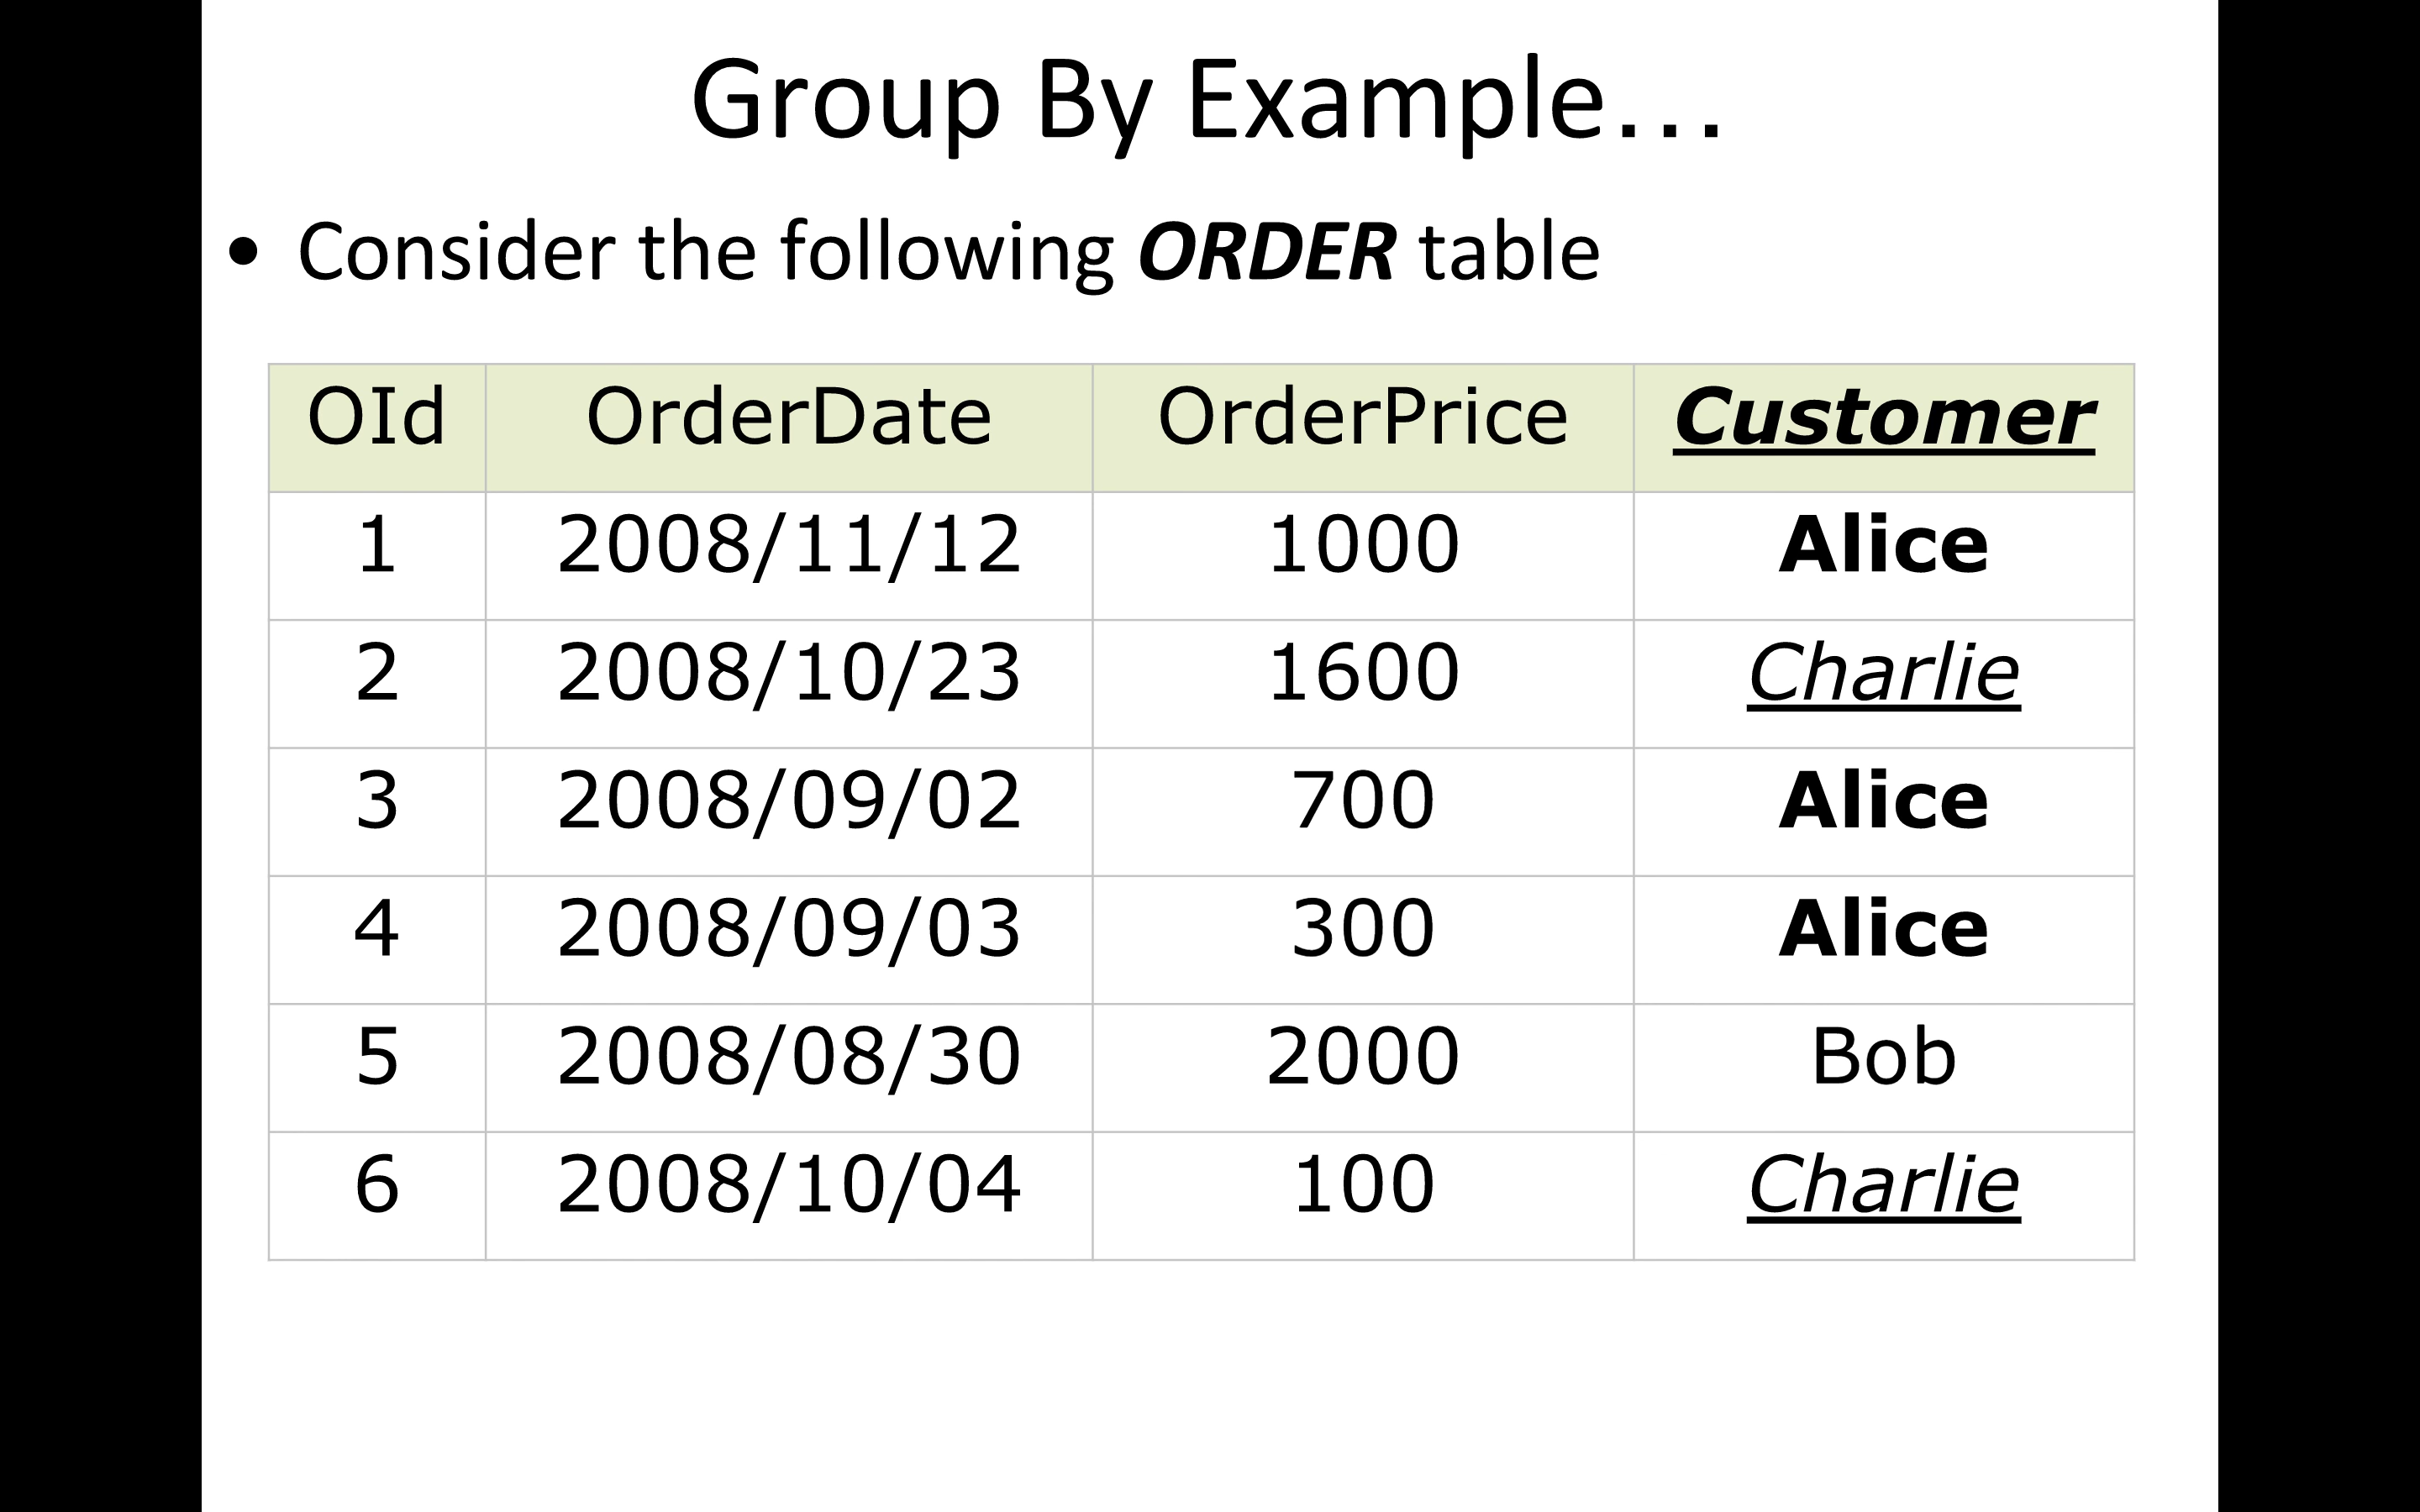 Group By Example...
• Consider the following ORDER table
OId OrderDate OrderPrice Customer
1 2008/11/12 1000 Alice
2 2008/10/23 1600 Charlie
3 2008/09/02 700 Alice
4 2008/09/03 300 Alice
5 2008/08/30 2000 Bob
6 2008/10/04 100 Charlie